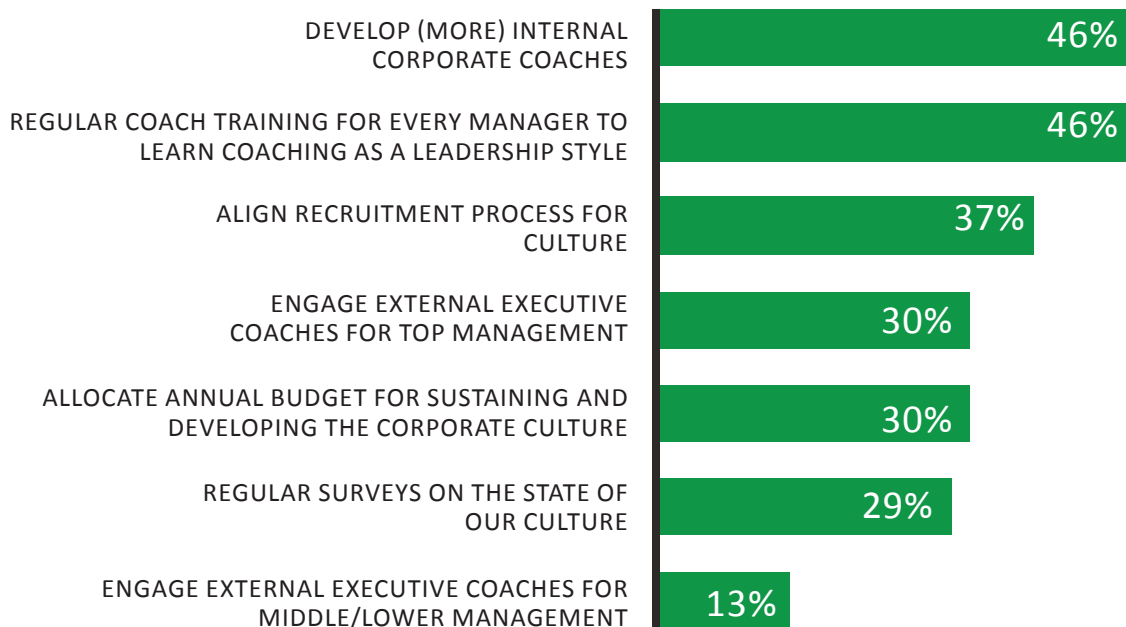 DEVELOP (MORE) INTERNAL
CORPORATE COACHES
46%
REGULAR COACH TRAINING FOR EVERY MANAGER TO
LEARN COACHING AS A LEADERSHIP STYLE
46%
ALIGN RECRUITMENT PROCESS FOR
CULTURE
37%
ENGAGE EXTERNAL EXECUTIVE
COACHES FOR TOP MANAGEMENT
30%
ALLOCATE ANNUAL BUDGET FOR SUSTAINING AND
DEVELOPING THE CORPORATE CULTURE
30%
REGULAR SURVEYS ON THE STATE OF
OUR CULTURE
29%
ENGAGE EXTERNAL EXECUTIVE COACHES FOR
MIDDLE/LOWER MANAGEMENT
13%